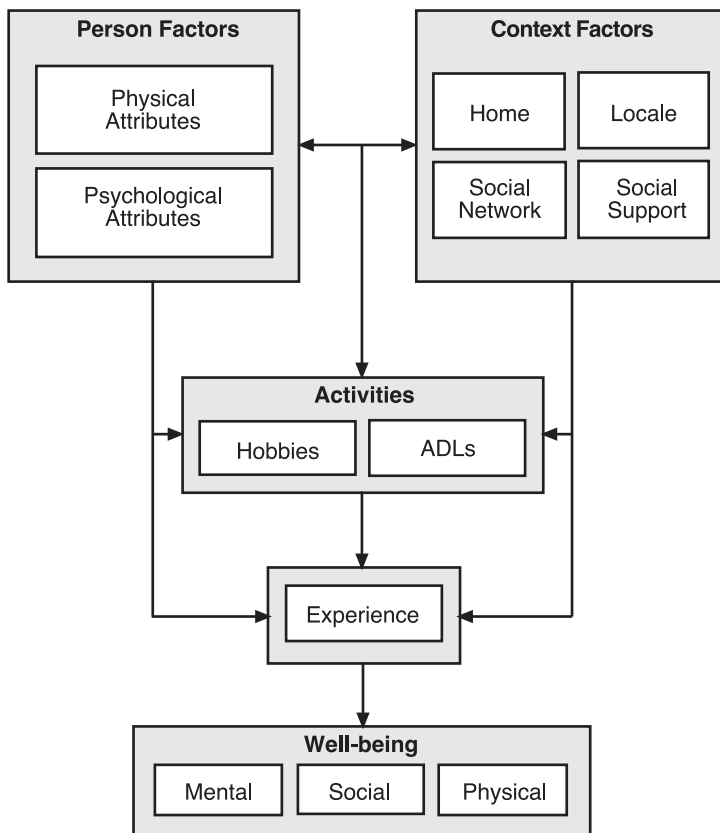 Person Factors
Physical
Attributes
Psychological
Attributes
Context Factors
Home
Locale
Social
Network
Social
Support
Activities
Hobbies
ADLs
Experience
Well-being
Mental
Social
Physical